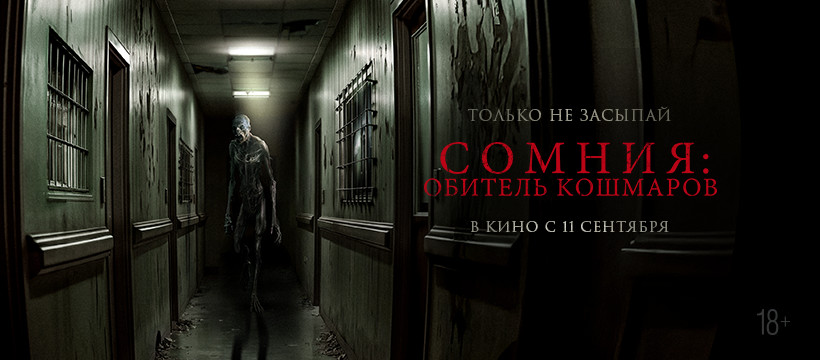 ТОЛЬКО НЕ ЗАСЫПАЙ
СОМНИЯ:
ОБИТЕЛЬ КОШМАРОВ
В КИНО С 11 СЕНТЯБРЯ
18+